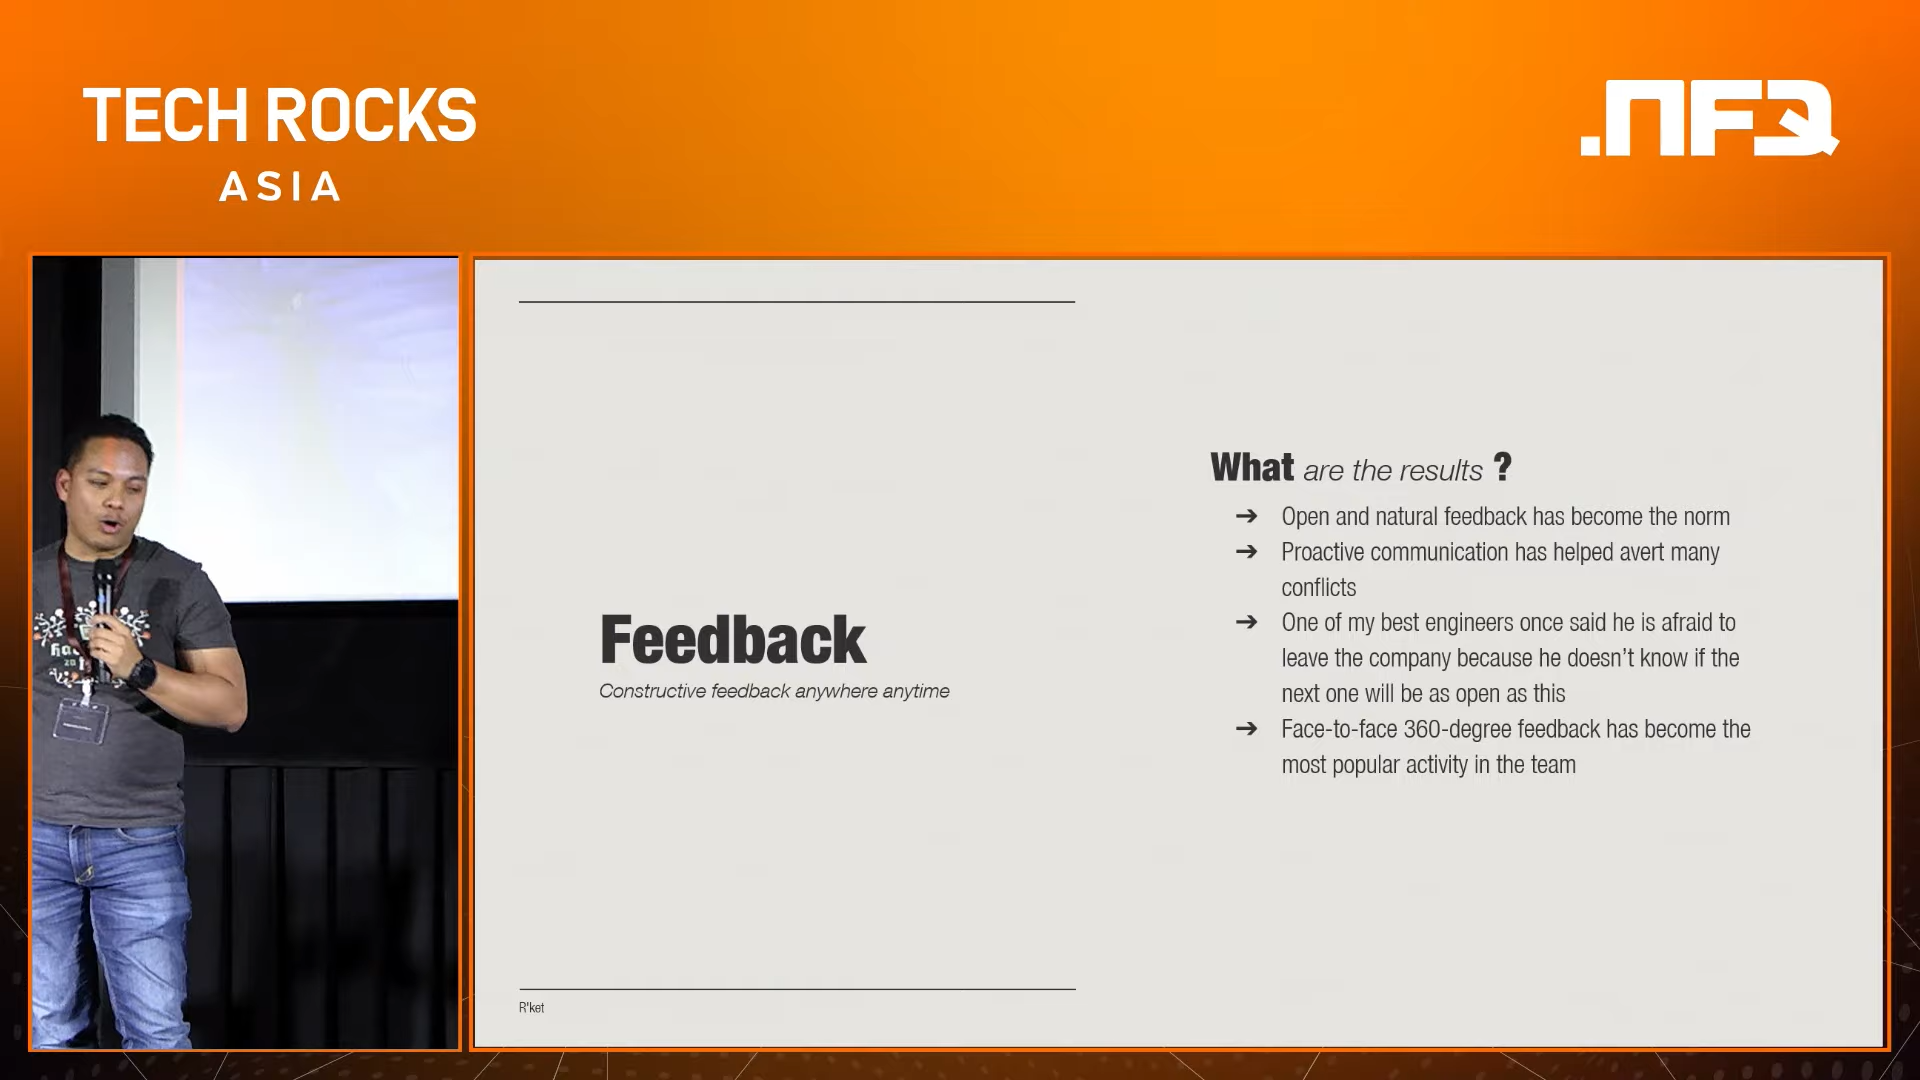 TECH ROCKS
ASIA
.NFQ
Feedback
Constructive feedback anywhere anytime
R'ket
What are the results ?
➔ Open and natural feedback has become the norm
➔ Proactive communication has helped avert many
conflicts
➔ One of my best engineers once said he is afraid to
leave the company because he doesn't know if the
next one will be as open as this
➔ Face-to-face 360-degree feedback has become the
most popular activity in the team